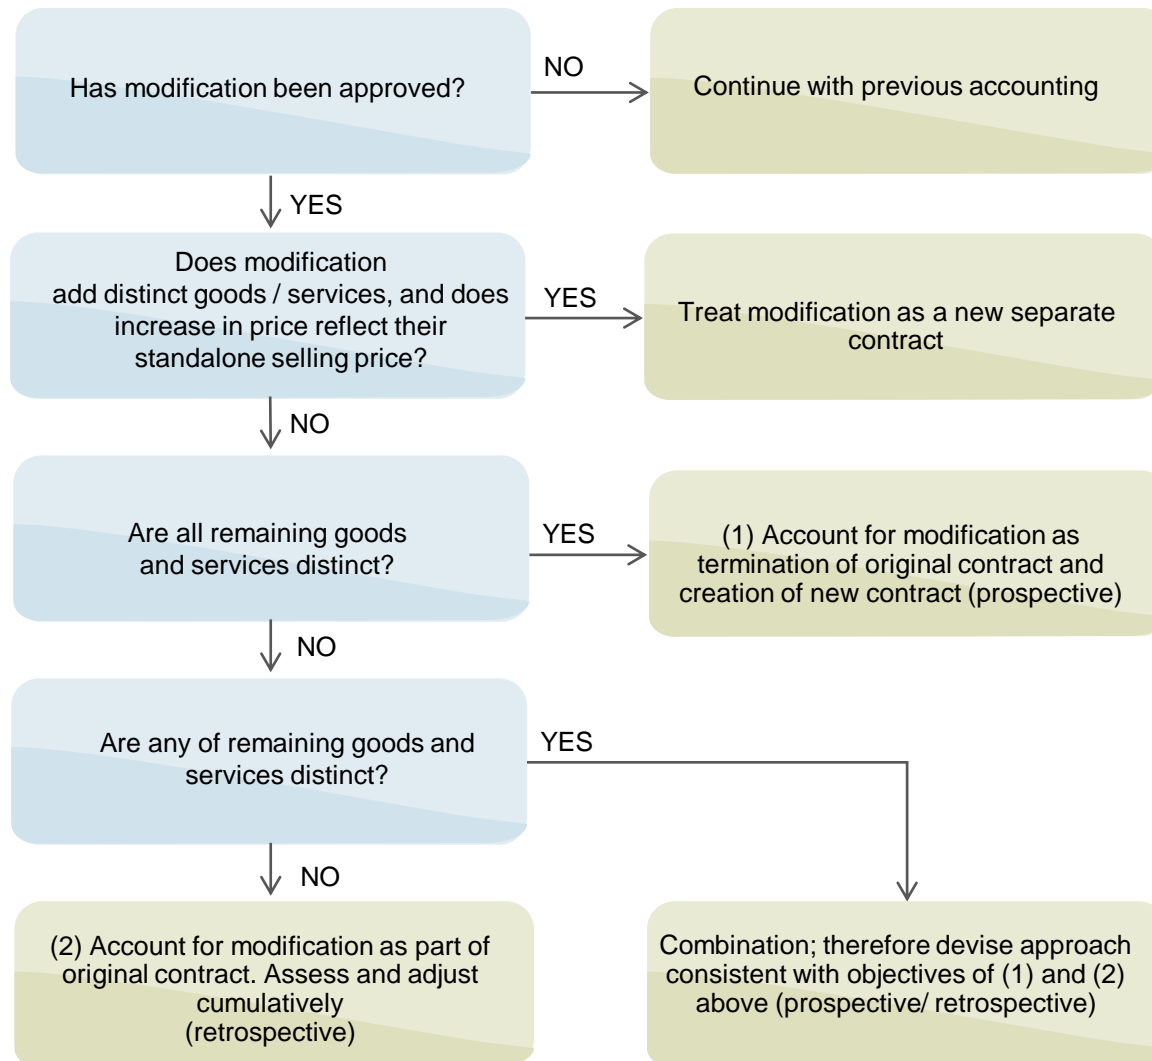 Has modification been approved?
NO
Continue with previous accounting
YES
Does modification
add distinct goods / services, and does
increase in price reflect their
standalone selling price?
YES
Treat modification as a new separate
contract
NO
Are all remaining goods
and services distinct?
YES
(1) Account for modification as
termination of original contract and
creation of new contract (prospective)
NO
Are any of remaining goods and
services distinct?
YES
NO
(2) Account for modification as part of
original contract. Assess and adjust
cumulatively
(retrospective)
Combination; therefore devise approach
consistent with objectives of (1) and (2)
above (prospective/ retrospective)